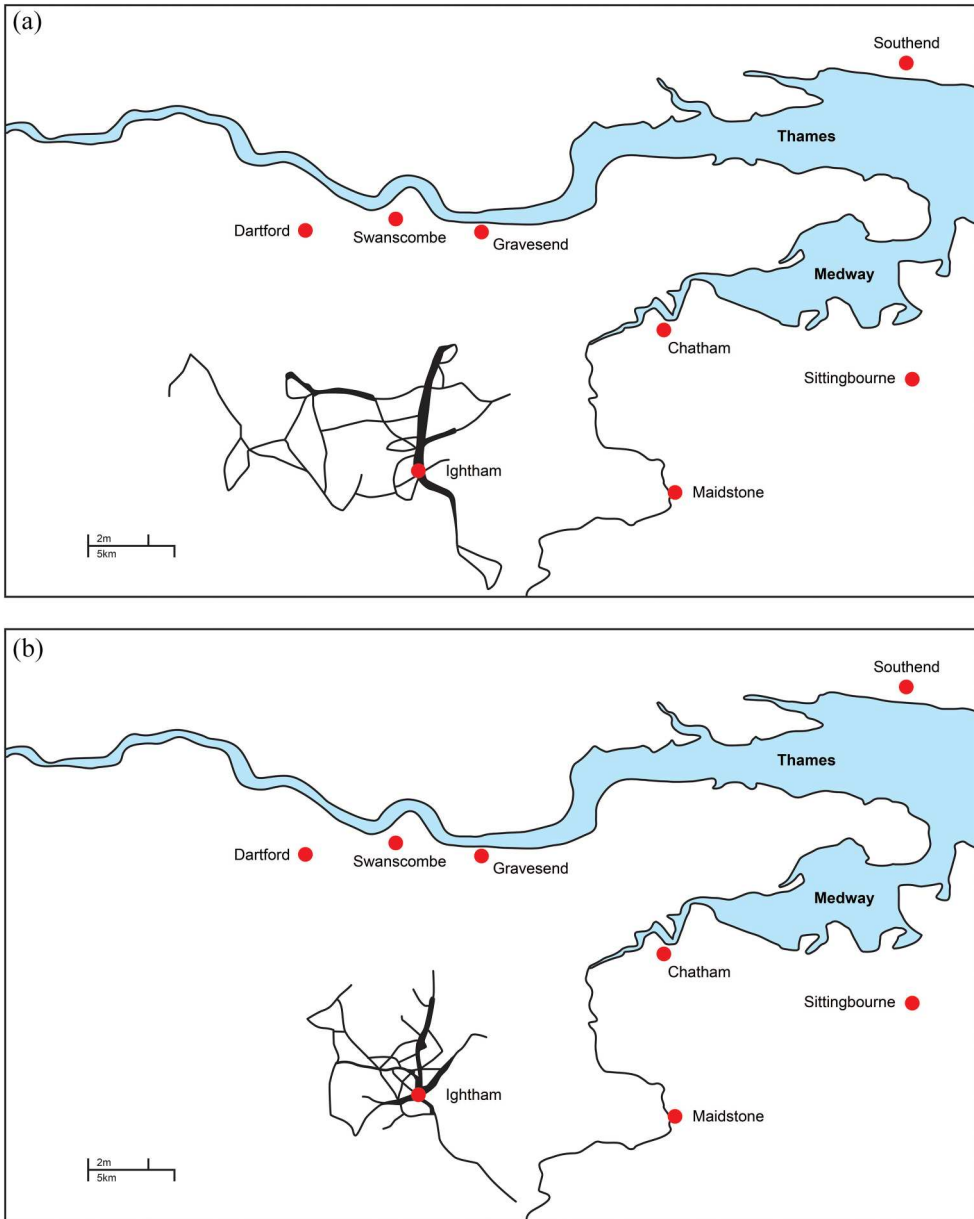 (a)
Southend
Thames
Dartford
Swanscombe
Gravesend
Medway
Chatham
Sittingbourne
Ightham
Maidstone
2m
5km
(b)
Southend
Thames
Dartford
Swanscombe
Gravesend
Medway
Chatham
Sittingbourne
Ightham
Maidstone
2m
5km